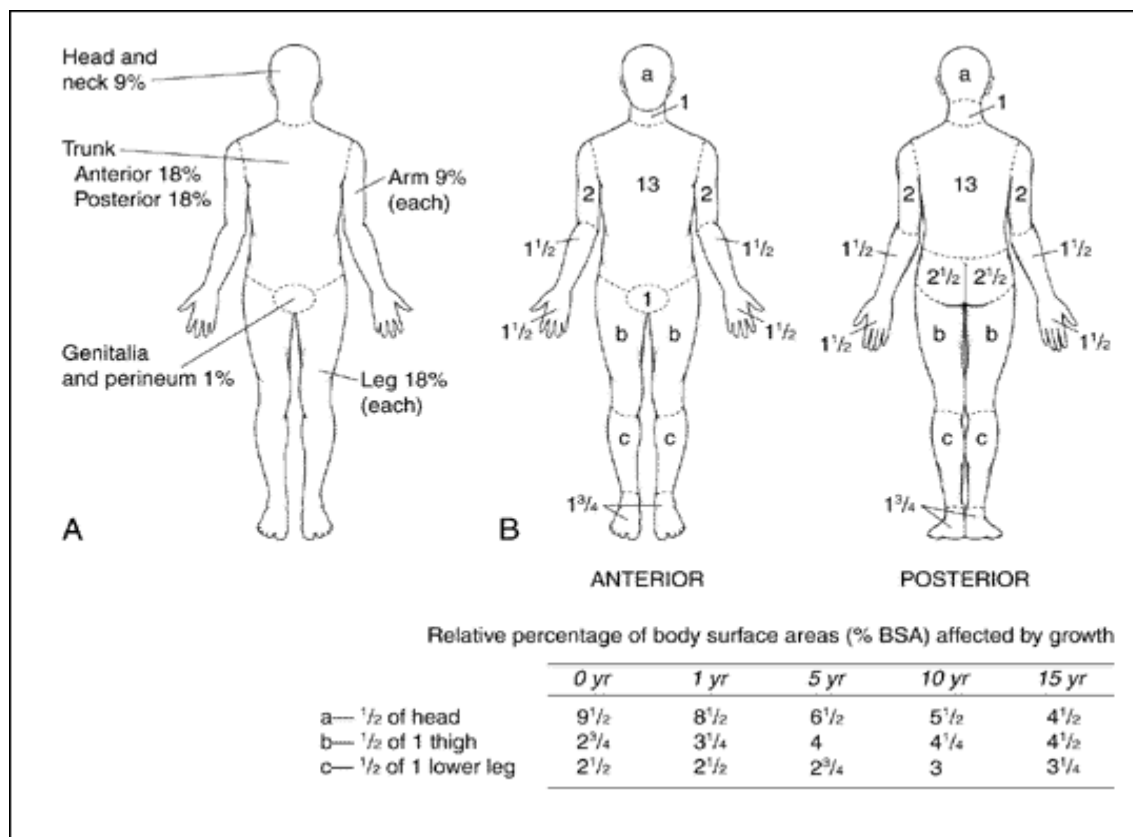 Head and
neck 9%
Trunk
Anterior 18%
Posterior 18%
Arm 9%
(each)
Genitalia
and perineum 1%
Leg 18%
(each)
A
a
1
2
13
2
1 1/2
1 1/2
1
1 1/2
1 1/2
b
b
c
c
1 3/4
B
ANTERIOR
a
1
2
13
2
1 1/2
1 1/2
2 1/2
2 1/2
1 1/2
1 1/2
b
b
c
c
1 3/4
POSTERIOR
Relative percentage of body surface areas (% BSA) affected by growth
0 yr 1 yr 5 yr 10 yr 15 yr
a— 1/2 of head 9 1/2 8 1/2 6 1/2 5 1/2 4 1/2
b— 1/2 of 1 thigh 2 3/4 3 1/4 4 4 1/4 4 1/2
c— 1/2 of 1 lower leg 2 1/2 2 1/2 2 3/4 3 3 1/4